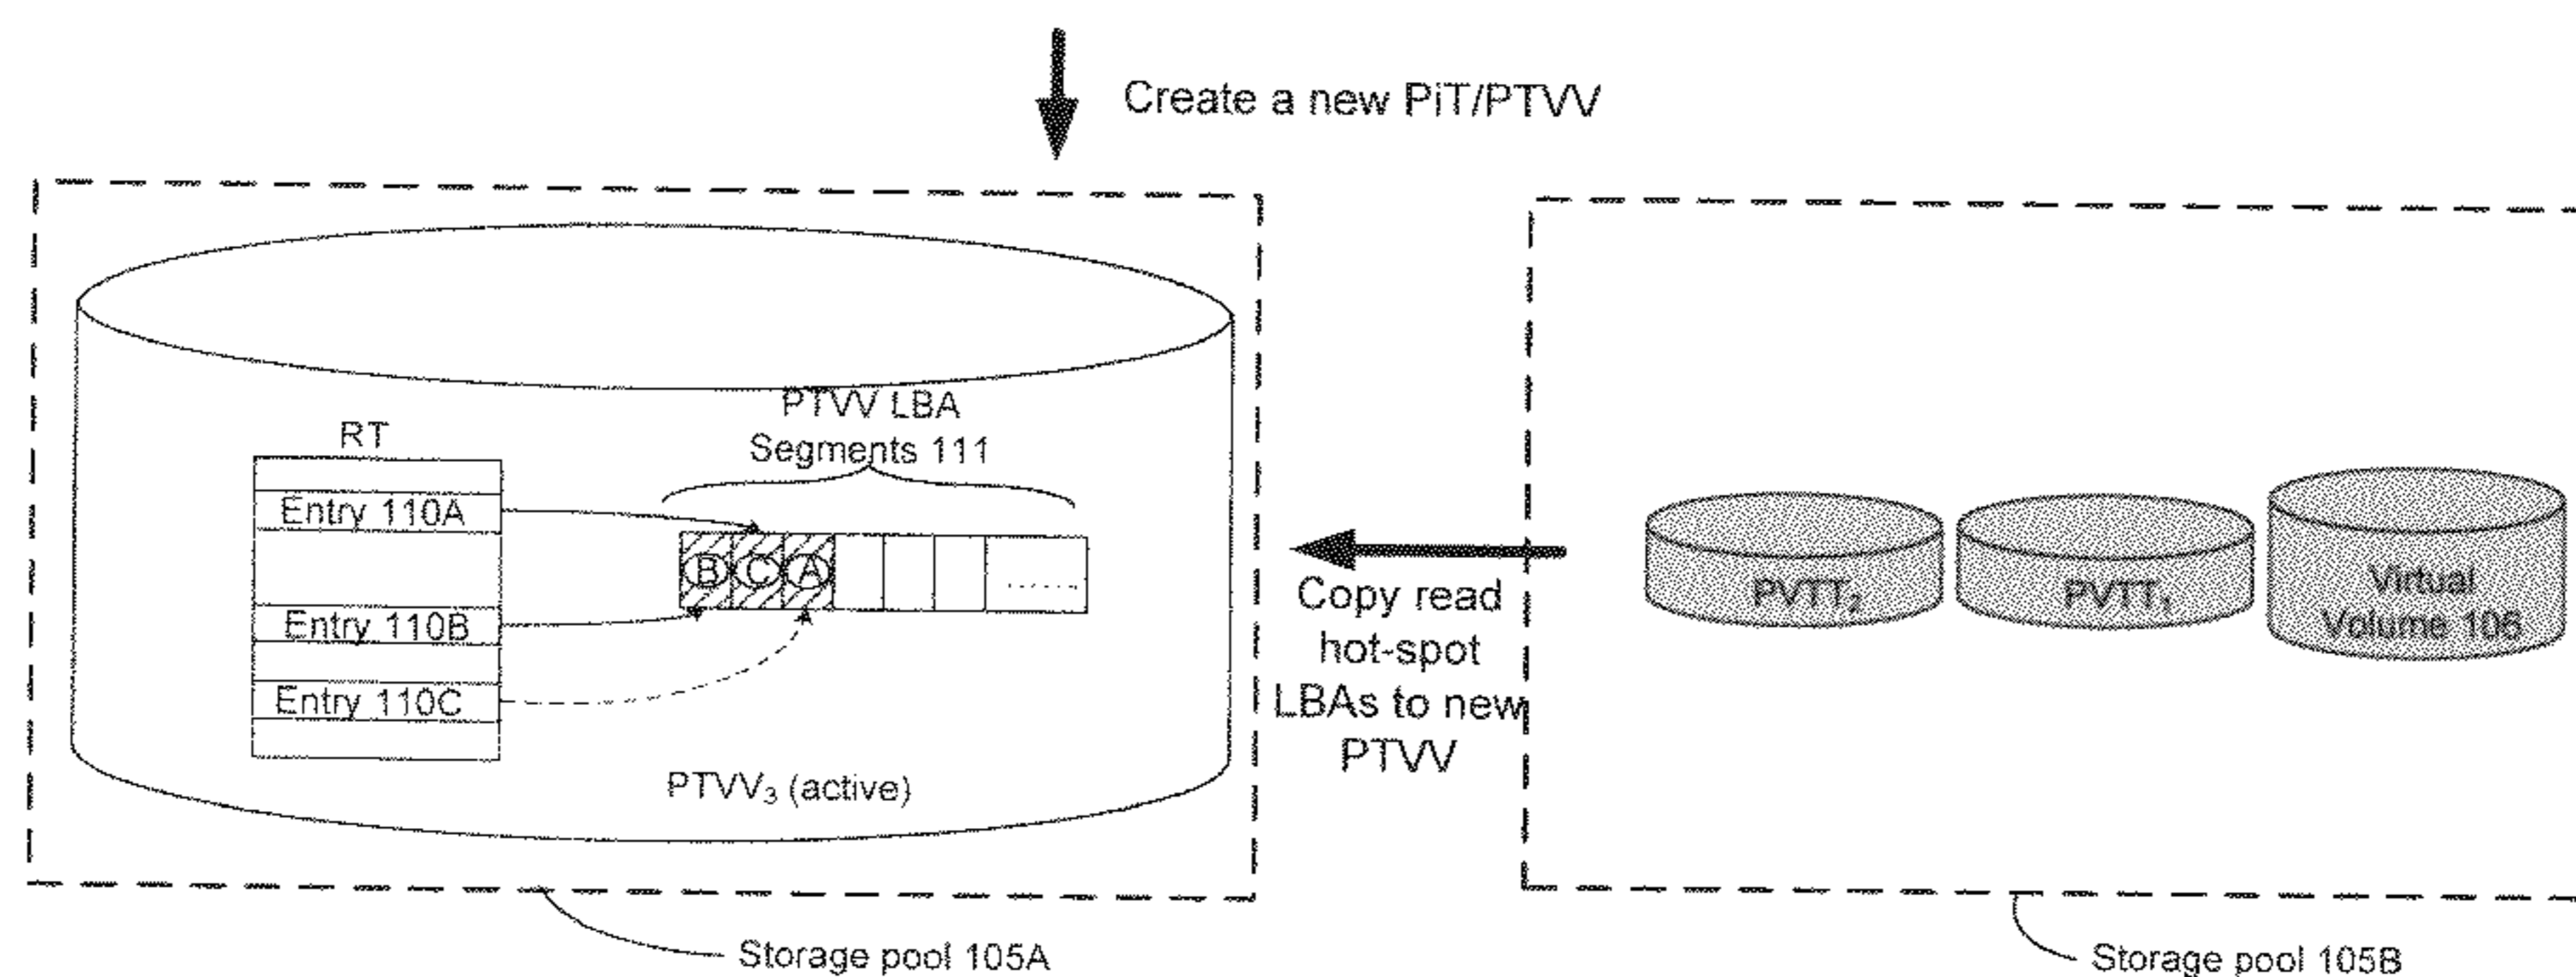 Create a new PiT/PTVV
PTVV LBA
Segments 111
RT
Entry 110A
Entry 110B
Entry 110C
B C A
PTVV₃ (active)
Copy read
hot-spot
LBAs to new
PTVV
PVTT₂
PVTT₁
Virtual
Volume 106
Storage pool 105A
Storage pool 105B